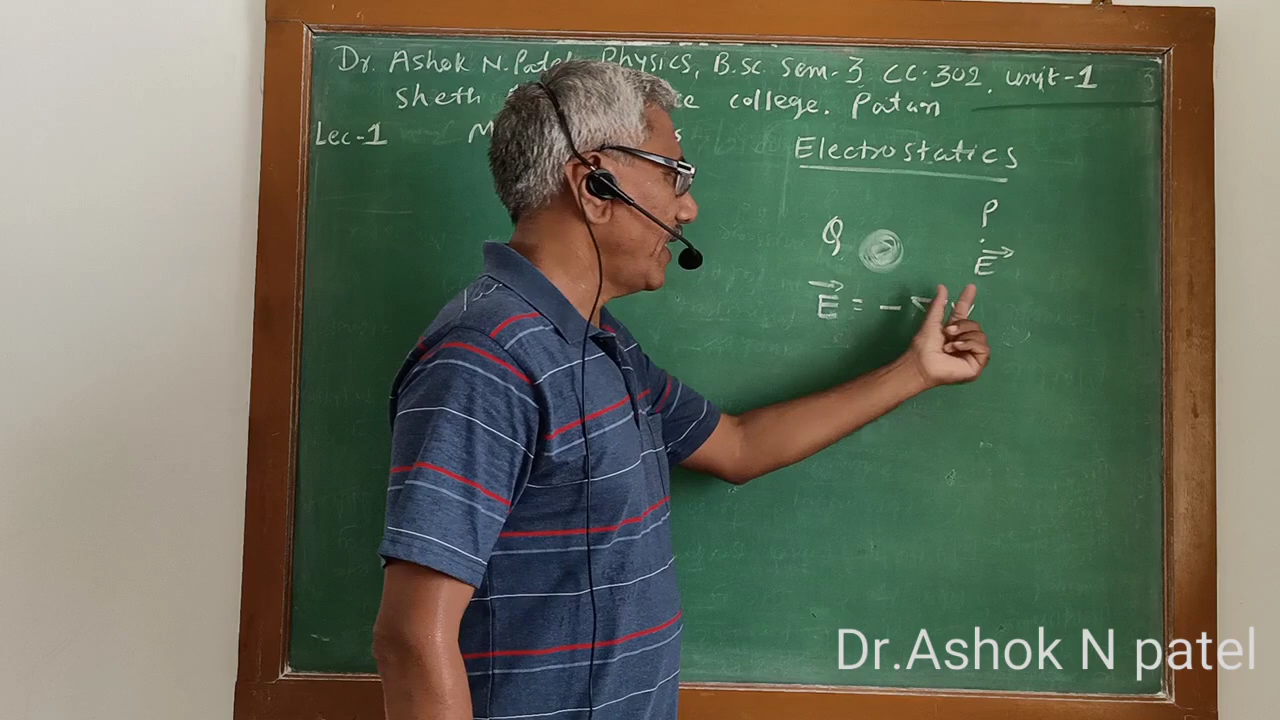 Dr. Ashok N. Patel, Physics, B.Sc. Sem-3 CC-302, Unit-1
Sheth college. Patan
Lec-1
Electrostatics
P
Q
E
E = -
Dr.Ashok N patel